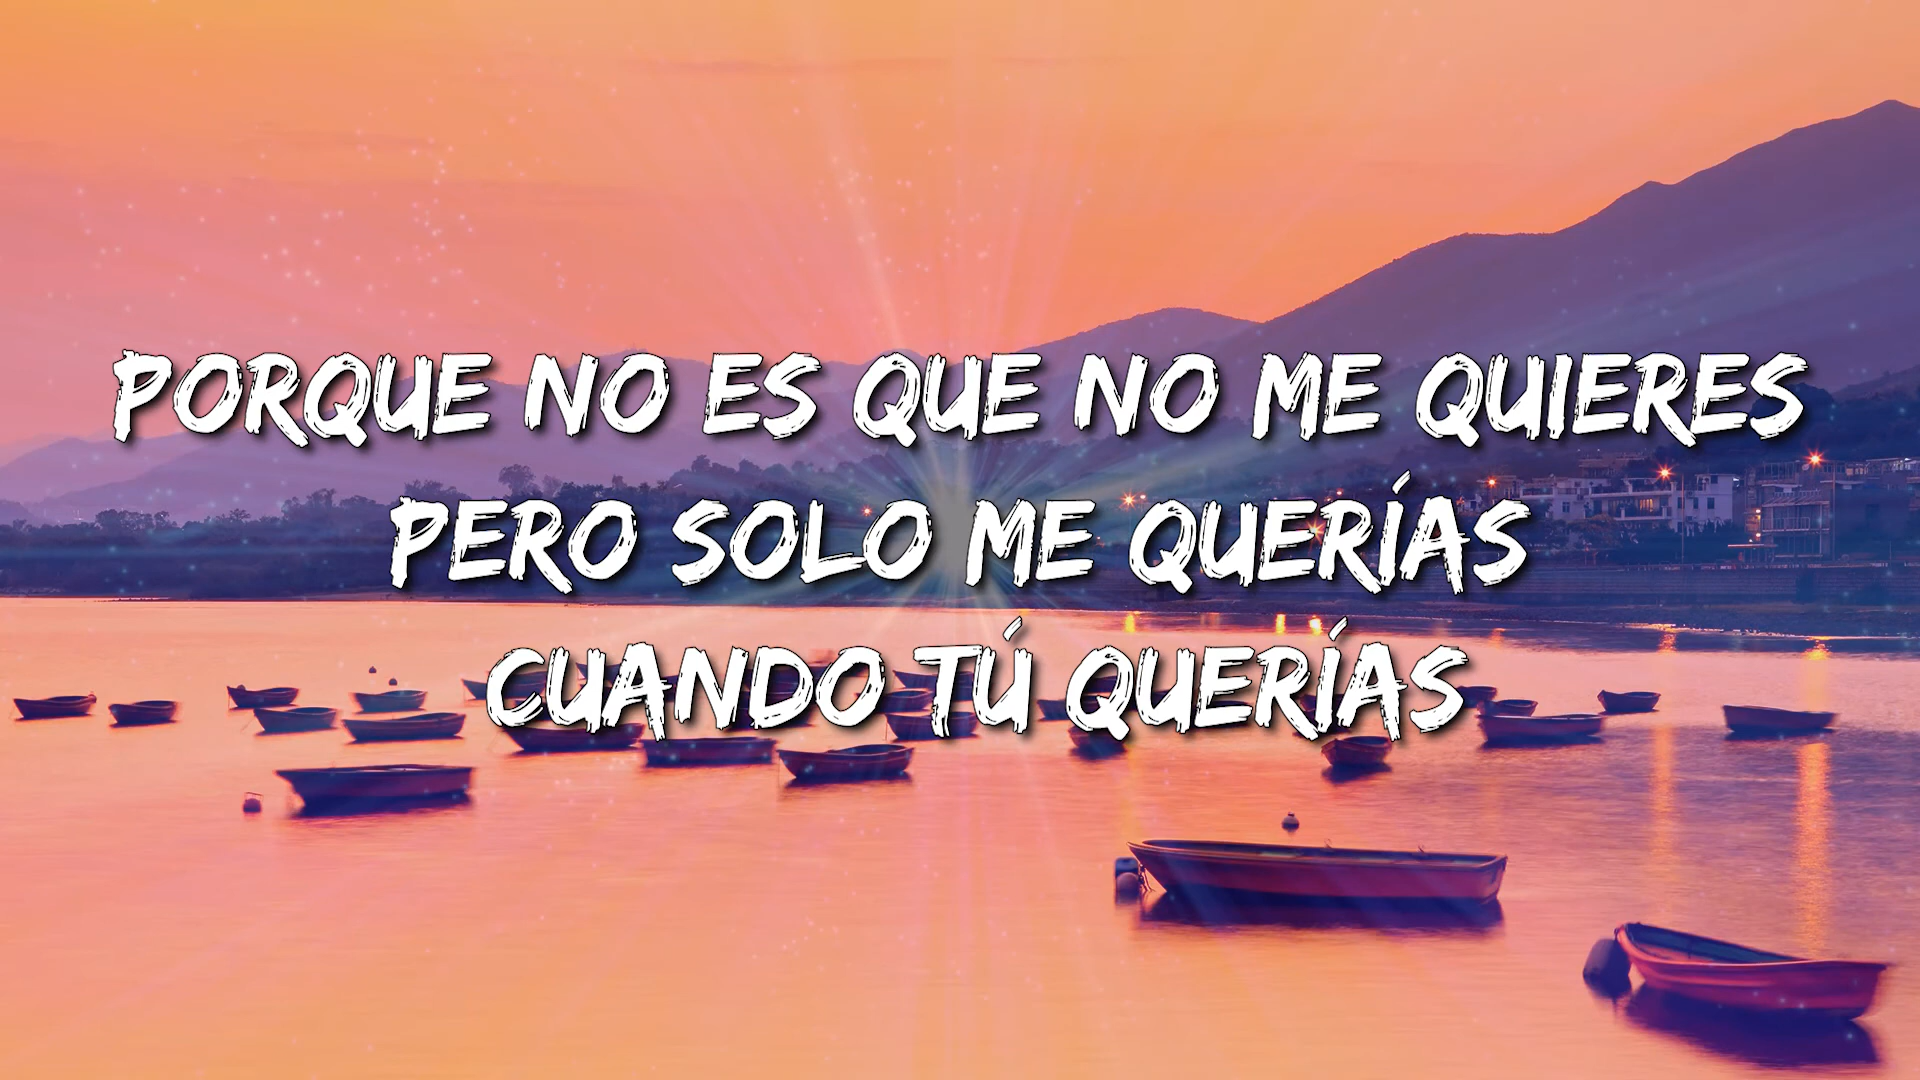 PORQUE NO ES QUE NO ME QUIERES
PERO SOLO ME QUERÍAS
CUANDO TÚ QUERÍAS